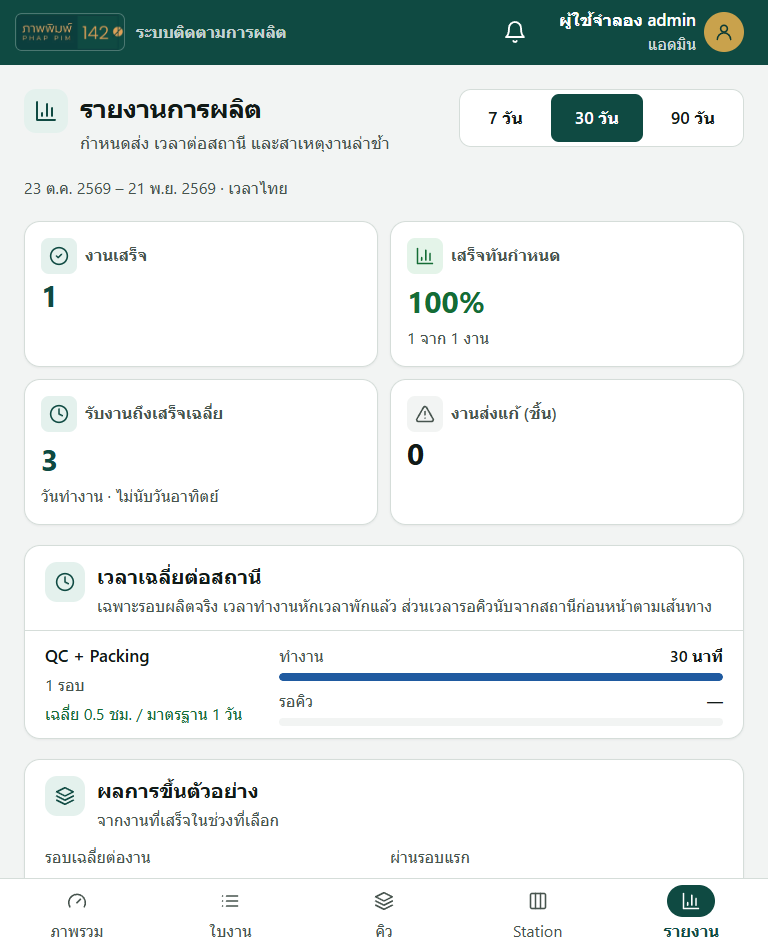 ภาพพิมพ์
PHAP PIM
142
ระบบติดตามการผลิต
ผู้ใช้จำลอง admin
แอดมิน
รายงานการผลิต
กำหนดส่ง เวลาต่อสถานี และสาเหตุงานล่าช้า
7 วัน
30 วัน
90 วัน
23 ต.ค. 2569 – 21 พ.ย. 2569 · เวลาไทย
งานเสร็จ
1
เสร็จทันกำหนด
100%
1 จาก 1 งาน
รับงานถึงเสร็จเฉลี่ย
3
วันทำงาน · ไม่นับวันอาทิตย์
งานส่งแก้ (ชิ้น)
0
เวลาเฉลี่ยต่อสถานี
เฉพาะรอบผลิตจริง เวลาทำงานหักเวลาพักแล้ว ส่วนเวลารอคิวนับจากสถานีก่อนหน้าตามเส้นทาง
QC + Packing
1 รอบ
เฉลี่ย 0.5 ชม. / มาตรฐาน 1 วัน
ทำงาน
30 นาที
รอคิว
—
ผลการขึ้นตัวอย่าง
จากงานที่เสร็จในช่วงที่เลือก
รอบเฉลี่ยต่องาน
ผ่านรอบแรก
ภาพรวม
ใบงาน
คิว
Station
รายงาน